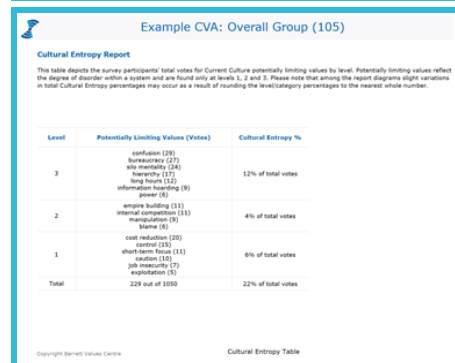 Example CVA: Overall Group (105)
Cultural Entropy Report
This table depicts the survey participants' total votes for Current Culture potentially limiting values by level. Potentially limiting values reflect
the degree of disorder within a system and are found only at levels 1, 2 and 3. Please note that among the report diagrams slight variations
in total Cultural Entropy percentages may occur as a result of rounding the level/category percentages to the nearest whole number.
Level Potentially Limiting Values (Votes) Cultural Entropy %
confusion (29)
bureaucracy (27)
silo mentality (24)
3 hierarchy (17) 12% of total votes
long hours (12)
information hoarding (9)
power (6)
empire building (11)
internal competition (11)
2 manipulation (9) 4% of total votes
blame (6)
cost reduction (20)
control (15)
short-term focus (11)
1 caution (10) 6% of total votes
job insecurity (7)
exploitation (5)
Total 229 out of 1050 22% of total votes
Copyright Barrett Values Centre Cultural Entropy Table